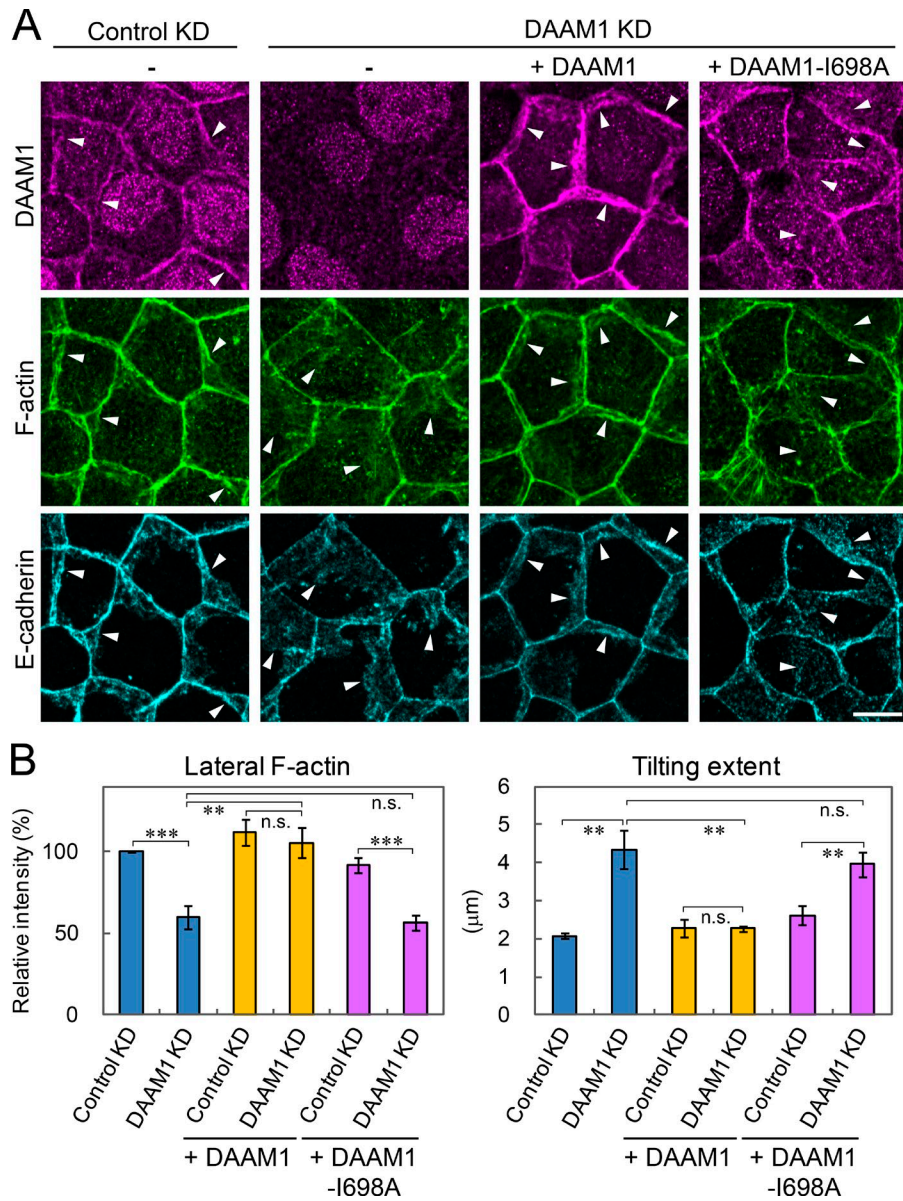 A
Control KD
DAAM1 KD
-
-
+ DAAM1
+ DAAM1-I698A
DAAM1
F-actin
E-cadherin
B
Lateral F-actin
Relative intensity (%)
100
50
0
***
**
n.s.
n.s.
***
Control KD
DAAM1 KD
Control KD
DAAM1 KD
Control KD
DAAM1 KD
+ DAAM1
+ DAAM1
-I698A
Tilting extent
(μm)
6
5
4
3
2
1
0
**
**
n.s.
n.s.
**
Control KD
DAAM1 KD
Control KD
DAAM1 KD
Control KD
DAAM1 KD
+ DAAM1
+ DAAM1
-I698A